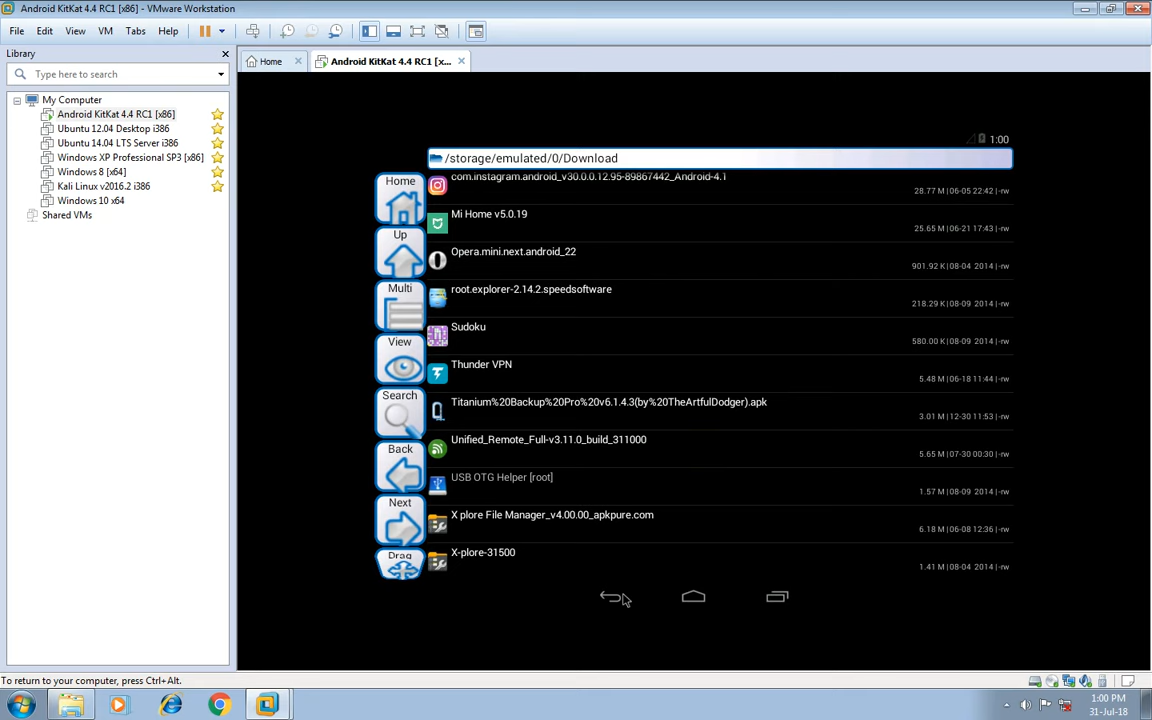 Android KitKat 4.4 RC1 [x86] - VMware Workstation
File Edit View VM Tabs Help
Library
Type here to search
My Computer
Android KitKat 4.4 RC1 [x86]
Ubuntu 12.04 Desktop i386
Ubuntu 14.04 LTS Server i386
Windows XP Professional SP3 [x86]
Windows 8 [x64]
Kali Linux v2016.2 i386
Windows 10 x64
Shared VMs
Home
Android KitKat 4.4 RC1 [x...
1:00
/storage/emulated/0/Download
Home
Up
Multi
View
Search
Back
Next
Drag
com.instagram.android_v30.0.0.12.95-89867442_Android-4.1
28.77 M|06-05 22:42|-rw
Mi Home v5.0.19
25.65 M|06-21 17:43|-rw
Opera.mini.next.android_22
901.92 K|08-04 2014|-rw
root.explorer-2.14.2.speedsoftware
218.29 K|08-09 2014|-rw
Sudoku
580.00 K|08-09 2014|-rw
Thunder VPN
5.48 M|06-18 11:44|-rw
Titanium%20Backup%20Pro%20v6.1.4.3(by%20TheArtfulDodger).apk
3.01 M|12-30 11:53|-rw
Unified_Remote_Full-v3.11.0_build_311000
5.65 M|07-30 00:30|-rw
USB OTG Helper [root]
1.57 M|08-09 2014|-rw
X plore File Manager_v4.00.00_apkpure.com
6.18 M|06-08 12:36|-rw
X-plore-31500
1.41 M|08-04 2014|-rw
To return to your computer, press Ctrl+Alt.
1:00 PM
31-Jul-18